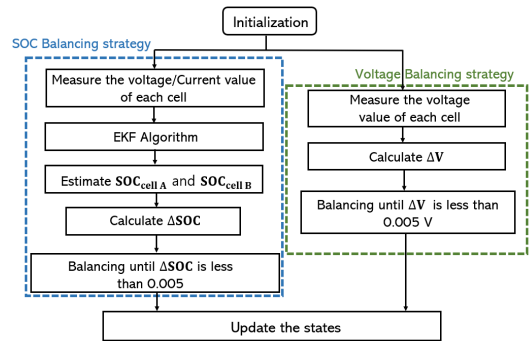 Initialization
SOC Balancing strategy
Measure the voltage/Current value
of each cell
EKF Algorithm
Estimate SOC_cell A and SOC_cell B
Calculate ΔSOC
Balancing until ΔSOC is less
than 0.005
Voltage Balancing strategy
Measure the voltage
value of each cell
Calculate ΔV
Balancing until ΔV is less than
0.005 V
Update the states